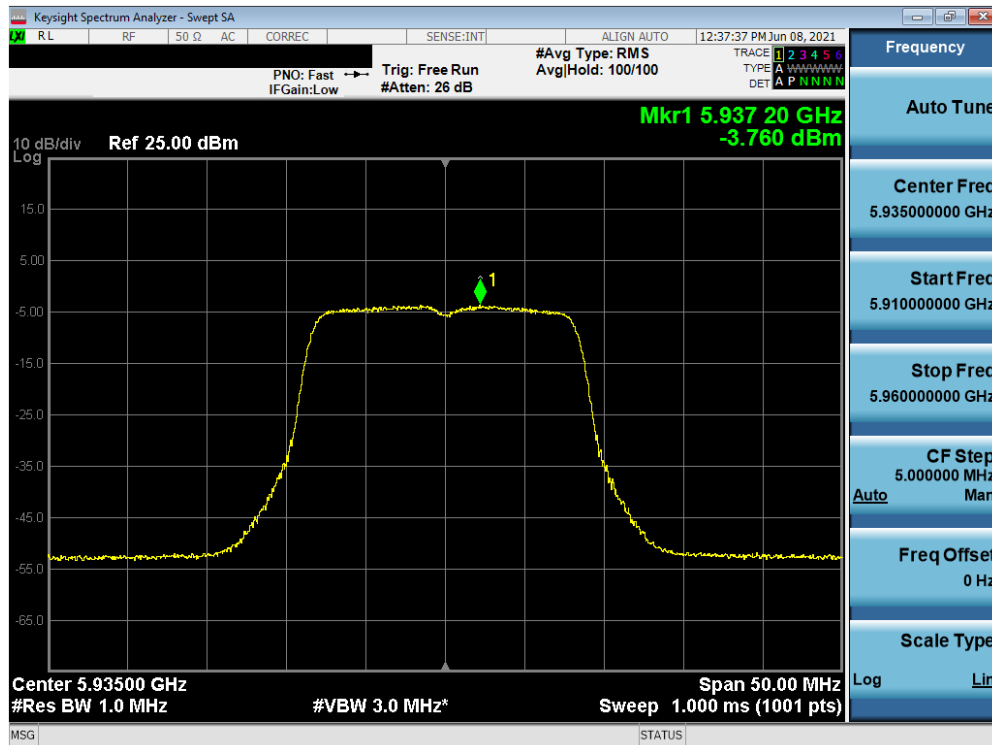 Keysight Spectrum Analyzer - Swept SA
LXI RL RF 50 Ω AC CORREC SENSE:INT ALIGN AUTO 12:37:37 PM Jun 08, 2021
PNO: Fast
IFGain:Low
Trig: Free Run
#Atten: 26 dB
#Avg Type: RMS
Avg|Hold: 100/100
TRACE 1 2 3 4 5 6
TYPE A WWWWW
DET A P N N N N
Mkr1 5.937 20 GHz
-3.760 dBm
10 dB/div
Log
Ref 25.00 dBm
15.0
5.00
-5.00
-15.0
-25.0
-35.0
-45.0
-55.0
-65.0
1
Center 5.93500 GHz
Span 50.00 MHz
#Res BW 1.0 MHz
#VBW 3.0 MHz*
Sweep 1.000 ms (1001 pts)
MSG
STATUS
Frequency
Auto Tune
Center Freq
5.935000000 GHz
Start Freq
5.910000000 GHz
Stop Freq
5.960000000 GHz
CF Step
5.000000 MHz
Auto Man
Freq Offset
0 Hz
Scale Type
Log Lin